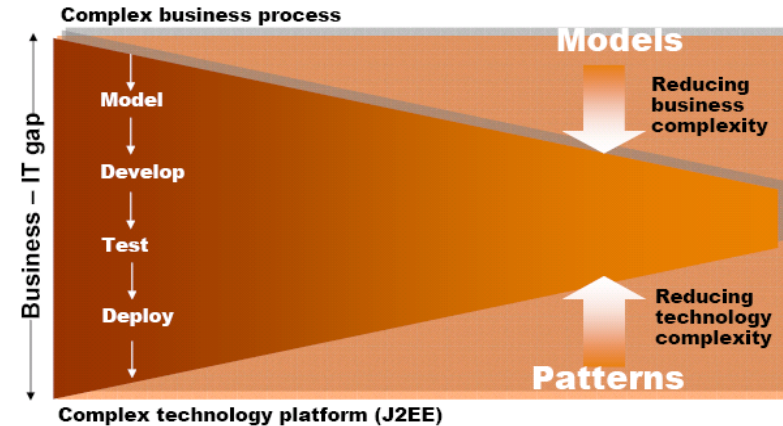 Complex business process
Models
Reducing
business
complexity
Business – IT gap
Model
Develop
Test
Deploy
Reducing
technology
complexity
Patterns
Complex technology platform (J2EE)